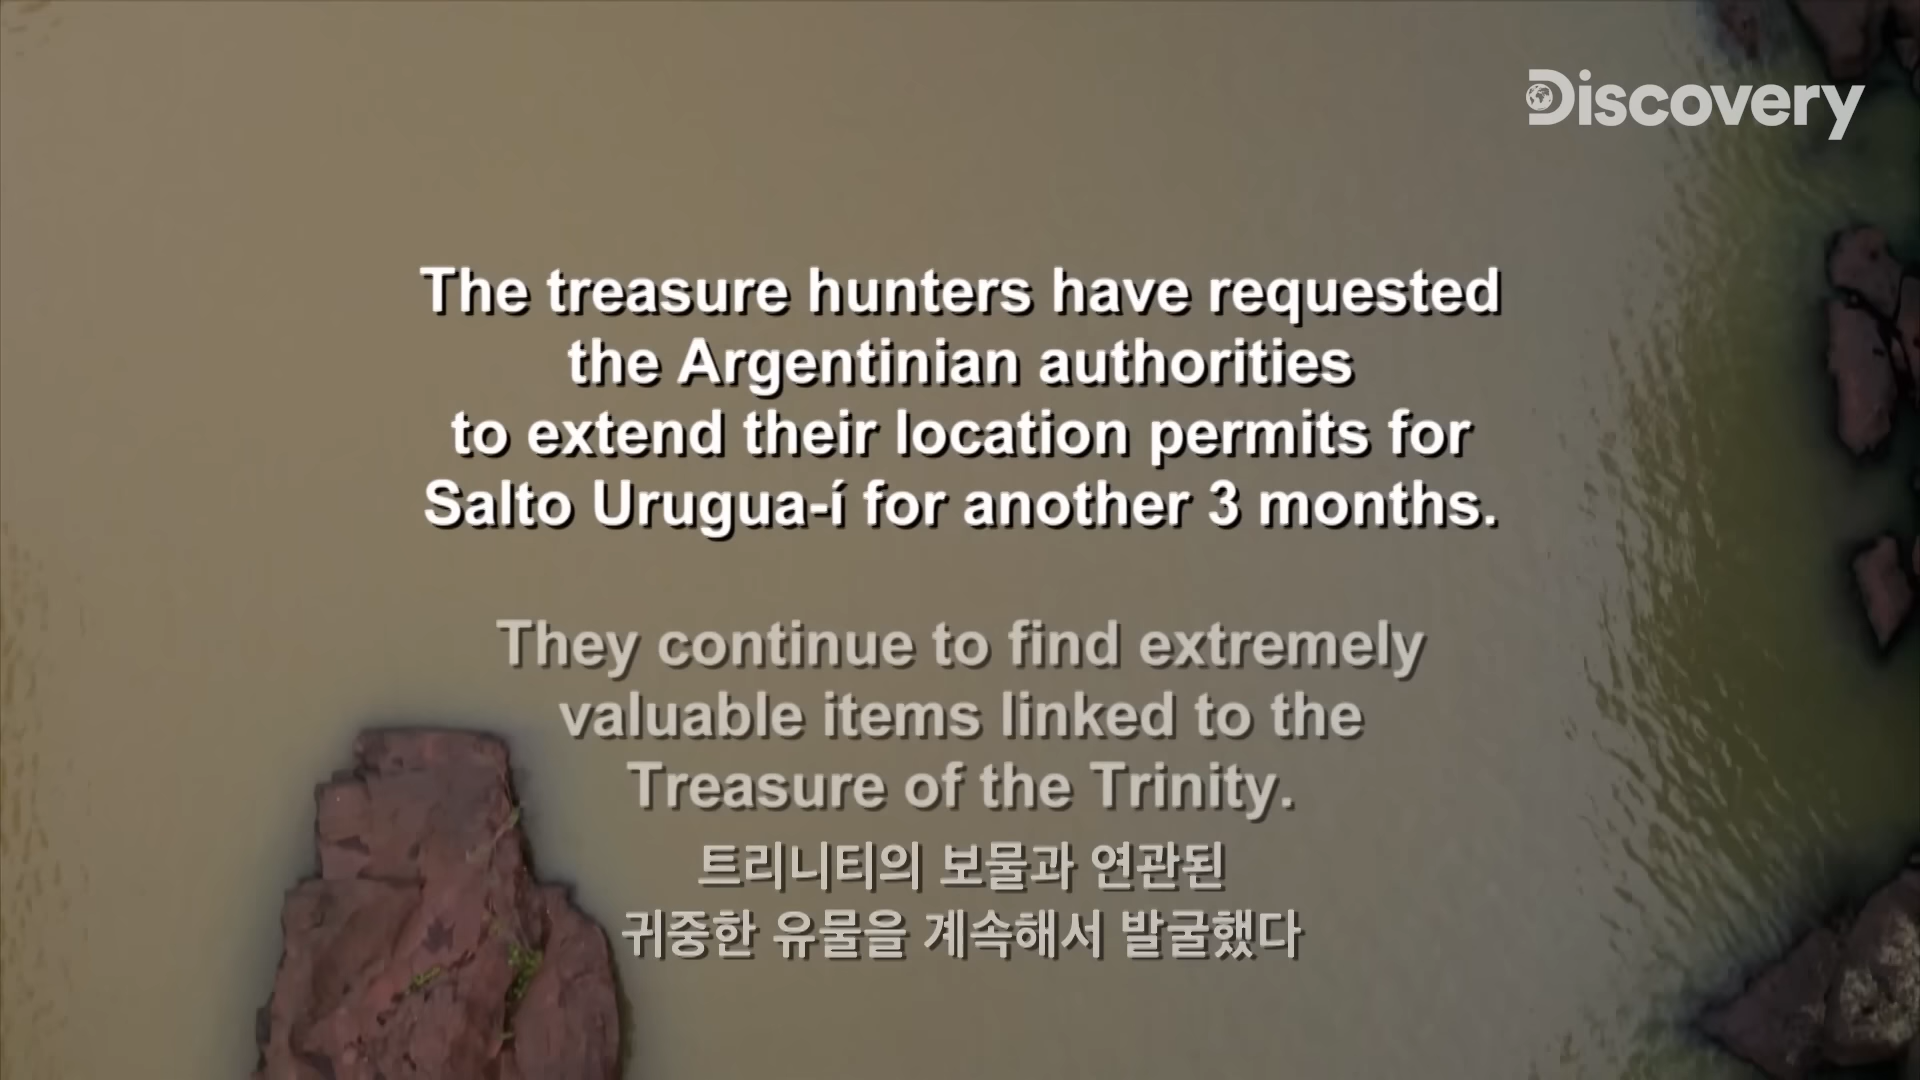 Discovery
The treasure hunters have requested
the Argentinian authorities
to extend their location permits for
Salto Urugua-í for another 3 months.
They continue to find extremely
valuable items linked to the
Treasure of the Trinity.
트리니티의 보물과 연관된
귀중한 유물을 계속해서 발굴했다